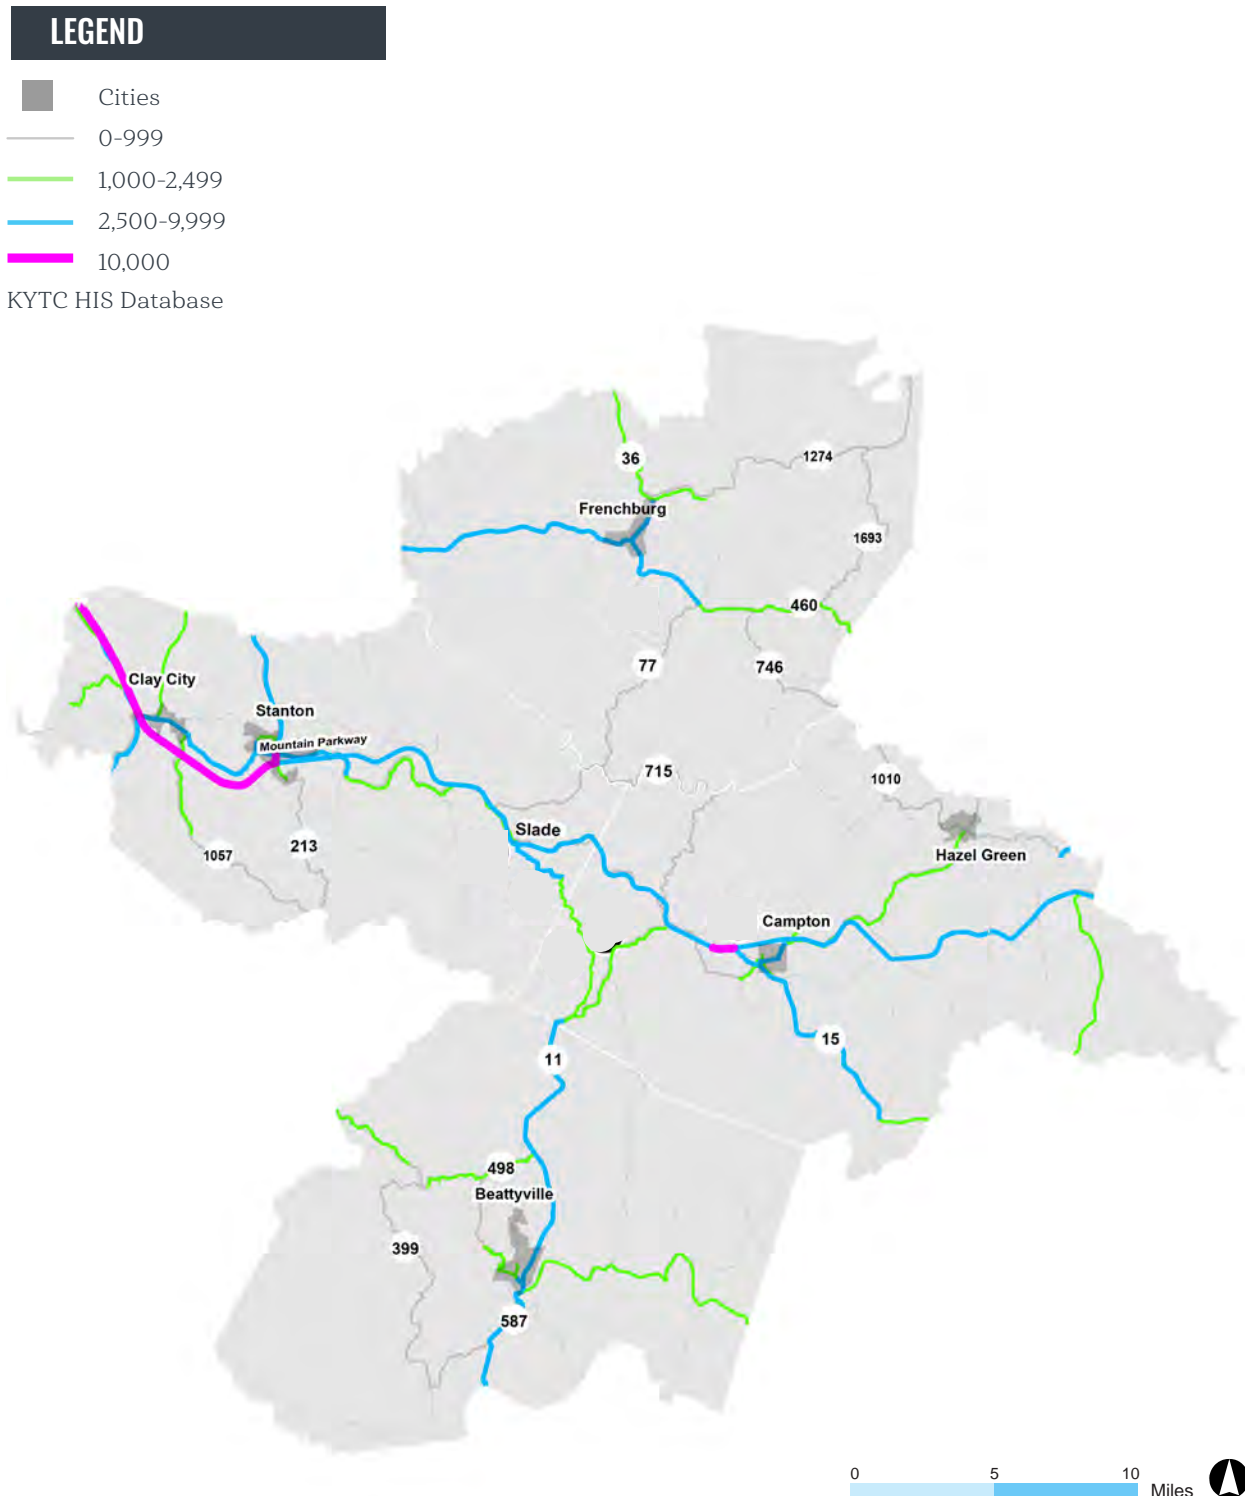 LEGEND
Cities
0-999
1,000-2,499
2,500-9,999
10,000
KYTC HIS Database
36
1274
Frenchburg
1693
460
77
746
Clay City
Stanton
Mountain Parkway
715
1010
Slade
213
1057
Hazel Green
Campton
15
11
498
Beattyville
399
587
0 5 10
Miles